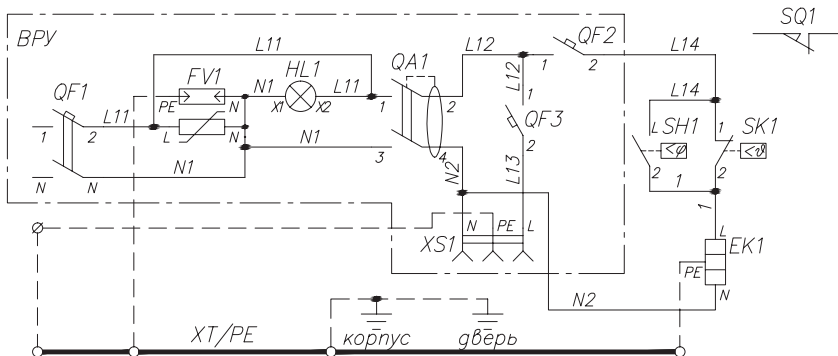 ВРУ
L11
QA1
L12
QF2
L14
SQ1
QF1
FV1
N1
HL1
L11
L12
1
2
PE
N
X1
X2
1
2
1
L14
L11
L
N
QF3
L
SH1
1
SK1
1
2
N1
3
4
2
<φ
<ϑ
N
N
N1
N2
L13
2
2
1
1
N
PE
L
XS1
L
EK1
PE
N
N2
XT/PE
корпус
дверь